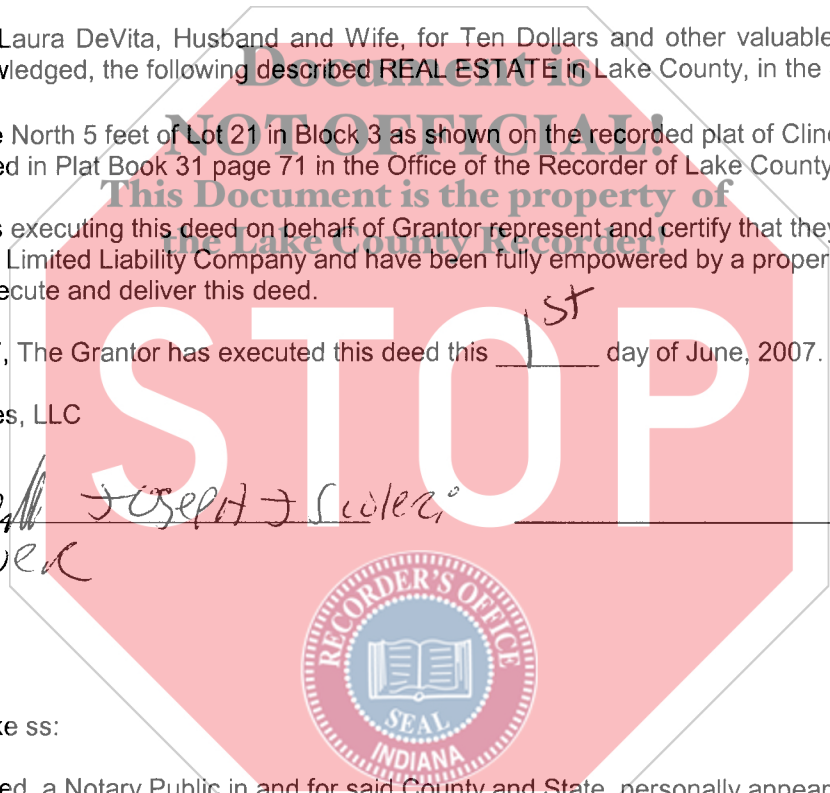 Laura DeVita, Husband and Wife, for Ten Dollars and other valuable
wledged, the following described REAL ESTATE in Lake County, in the
Document is
e North 5 feet of Lot 21 in Block 3 as shown on the recorded plat of Cline
NOT OFFICIAL!
ed in Plat Book 31 page 71 in the Office of the Recorder of Lake County,
This Document is the property of
s executing this deed on behalf of Grantor represent and certify that they
the Lake County Recorder!
Limited Liability Company and have been fully empowered by a proper
ecute and deliver this deed.
, The Grantor has executed this deed this 1st day of June, 2007.
STOP
es, LLC
Joseph J
RECORDER'S OFFICE
SEAL
INDIANA
ke ss:
ed, a Notary Public in and for said County and State, personally appear